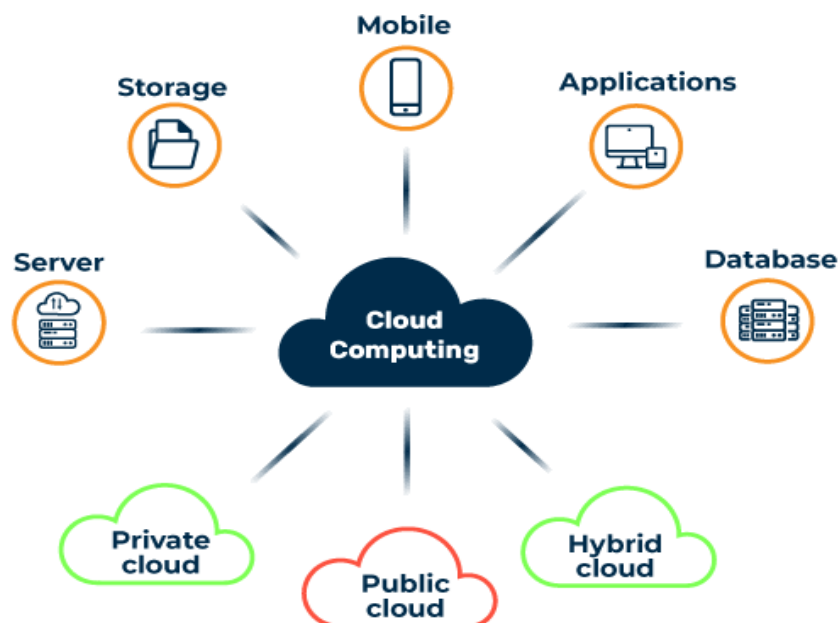 Mobile
Storage
Applications
Server
Database
Cloud
Computing
Private
cloud
Public
cloud
Hybrid
cloud